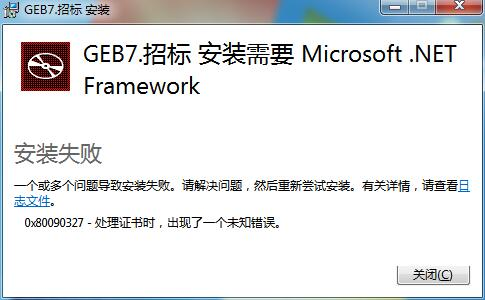 GEB7.招标 安装
GEB7.招标 安装需要 Microsoft .NET
Framework
安装失败
一个或多个问题导致安装失败。请解决问题，然后重新尝试安装。有关详情，请查看日
志文件。
0x80090327 - 处理证书时，出现了一个未知错误。
关闭(C)